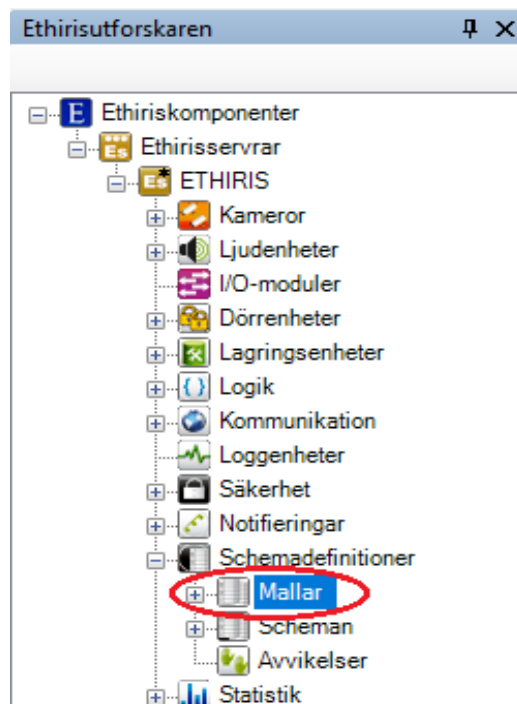 Ethirisutforskaren
Ethiriskomponenter
Ethirisservrar
ETHIRIS
Kameror
Ljudenheter
I/O-moduler
Dörrenheter
Lagringsenheter
Logik
Kommunikation
Loggenheter
Säkerhet
Notifieringar
Schemadefinitioner
Mallar
Scheman
Avvikelser
Statistik